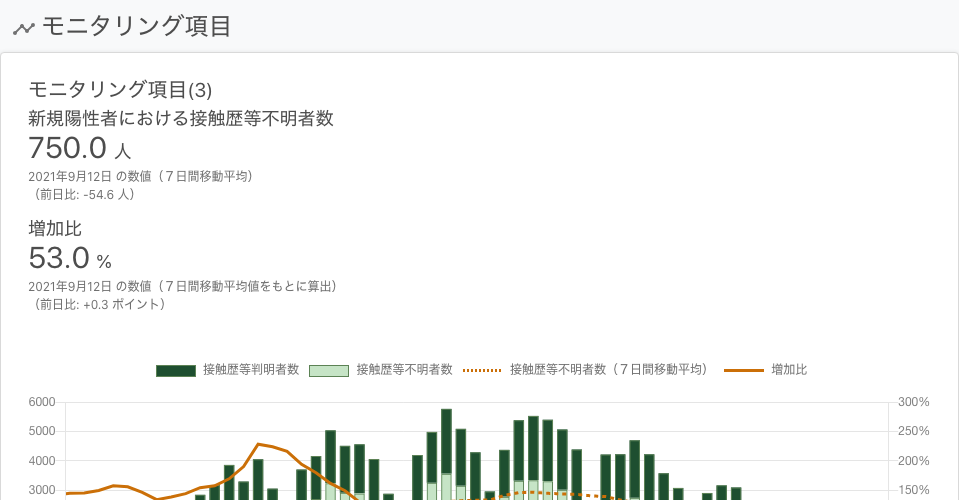 モニタリング項目
モニタリング項目(3)
新規陽性者における接触歴等不明者数
750.0 人
2021年9月12日 の数値（７日間移動平均）
（前日比: -54.6 人）
増加比
53.0 %
2021年9月12日 の数値（７日間移動平均値をもとに算出）
（前日比: +0.3 ポイント）
接触歴等判明者数 接触歴等不明者数 接触歴等不明者数（７日間移動平均） 増加比
6000 300%
5000 250%
4000 200%
3000 150%